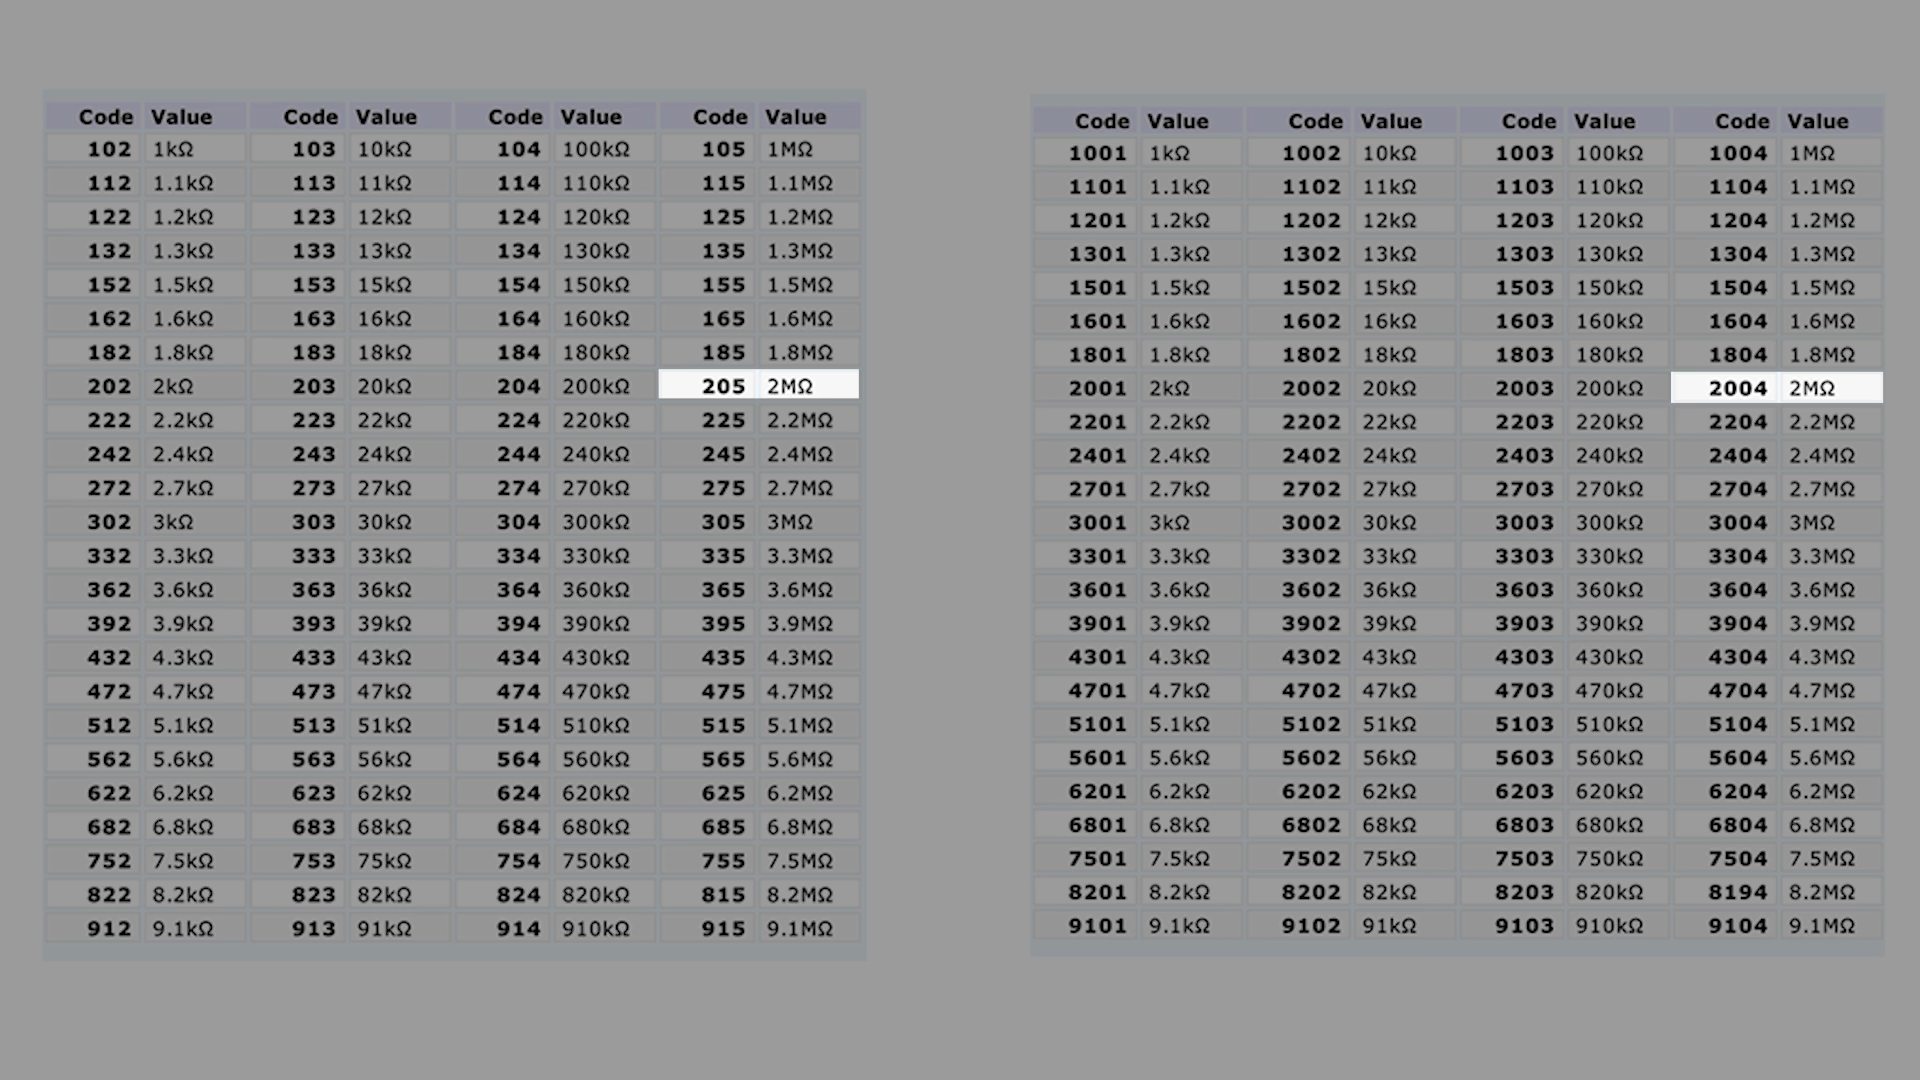 Code Value Code Value Code Value Code Value
102 1kΩ 103 10kΩ 104 100kΩ 105 1MΩ
112 1.1kΩ 113 11kΩ 114 110kΩ 115 1.1MΩ
122 1.2kΩ 123 12kΩ 124 120kΩ 125 1.2MΩ
132 1.3kΩ 133 13kΩ 134 130kΩ 135 1.3MΩ
152 1.5kΩ 153 15kΩ 154 150kΩ 155 1.5MΩ
162 1.6kΩ 163 16kΩ 164 160kΩ 165 1.6MΩ
182 1.8kΩ 183 18kΩ 184 180kΩ 185 1.8MΩ
202 2kΩ 203 20kΩ 204 200kΩ 205 2MΩ
222 2.2kΩ 223 22kΩ 224 220kΩ 225 2.2MΩ
242 2.4kΩ 243 24kΩ 244 240kΩ 245 2.4MΩ
272 2.7kΩ 273 27kΩ 274 270kΩ 275 2.7MΩ
302 3kΩ 303 30kΩ 304 300kΩ 305 3MΩ
332 3.3kΩ 333 33kΩ 334 330kΩ 335 3.3MΩ
362 3.6kΩ 363 36kΩ 364 360kΩ 365 3.6MΩ
392 3.9kΩ 393 39kΩ 394 390kΩ 395 3.9MΩ
432 4.3kΩ 433 43kΩ 434 430kΩ 435 4.3MΩ
472 4.7kΩ 473 47kΩ 474 470kΩ 475 4.7MΩ
512 5.1kΩ 513 51kΩ 514 510kΩ 515 5.1MΩ
562 5.6kΩ 563 56kΩ 564 560kΩ 565 5.6MΩ
622 6.2kΩ 623 62kΩ 624 620kΩ 625 6.2MΩ
682 6.8kΩ 683 68kΩ 684 680kΩ 685 6.8MΩ
752 7.5kΩ 753 75kΩ 754 750kΩ 755 7.5MΩ
822 8.2kΩ 823 82kΩ 824 820kΩ 815 8.2MΩ
912 9.1kΩ 913 91kΩ 914 910kΩ 915 9.1MΩ
Code Value Code Value Code Value Code Value
1001 1kΩ 1002 10kΩ 1003 100kΩ 1004 1MΩ
1101 1.1kΩ 1102 11kΩ 1103 110kΩ 1104 1.1MΩ
1201 1.2kΩ 1202 12kΩ 1203 120kΩ 1204 1.2MΩ
1301 1.3kΩ 1302 13kΩ 1303 130kΩ 1304 1.3MΩ
1501 1.5kΩ 1502 15kΩ 1503 150kΩ 1504 1.5MΩ
1601 1.6kΩ 1602 16kΩ 1603 160kΩ 1604 1.6MΩ
1801 1.8kΩ 1802 18kΩ 1803 180kΩ 1804 1.8MΩ
2001 2kΩ 2002 20kΩ 2003 200kΩ 2004 2MΩ
2201 2.2kΩ 2202 22kΩ 2203 220kΩ 2204 2.2MΩ
2401 2.4kΩ 2402 24kΩ 2403 240kΩ 2404 2.4MΩ
2701 2.7kΩ 2702 27kΩ 2703 270kΩ 2704 2.7MΩ
3001 3kΩ 3002 30kΩ 3003 300kΩ 3004 3MΩ
3301 3.3kΩ 3302 33kΩ 3303 330kΩ 3304 3.3MΩ
3601 3.6kΩ 3602 36kΩ 3603 360kΩ 3604 3.6MΩ
3901 3.9kΩ 3902 39kΩ 3903 390kΩ 3904 3.9MΩ
4301 4.3kΩ 4302 43kΩ 4303 430kΩ 4304 4.3MΩ
4701 4.7kΩ 4702 47kΩ 4703 470kΩ 4704 4.7MΩ
5101 5.1kΩ 5102 51kΩ 5103 510kΩ 5104 5.1MΩ
5601 5.6kΩ 5602 56kΩ 5603 560kΩ 5604 5.6MΩ
6201 6.2kΩ 6202 62kΩ 6203 620kΩ 6204 6.2MΩ
6801 6.8kΩ 6802 68kΩ 6803 680kΩ 6804 6.8MΩ
7501 7.5kΩ 7502 75kΩ 7503 750kΩ 7504 7.5MΩ
8201 8.2kΩ 8202 82kΩ 8203 820kΩ 8194 8.2MΩ
9101 9.1kΩ 9102 91kΩ 9103 910kΩ 9104 9.1MΩ